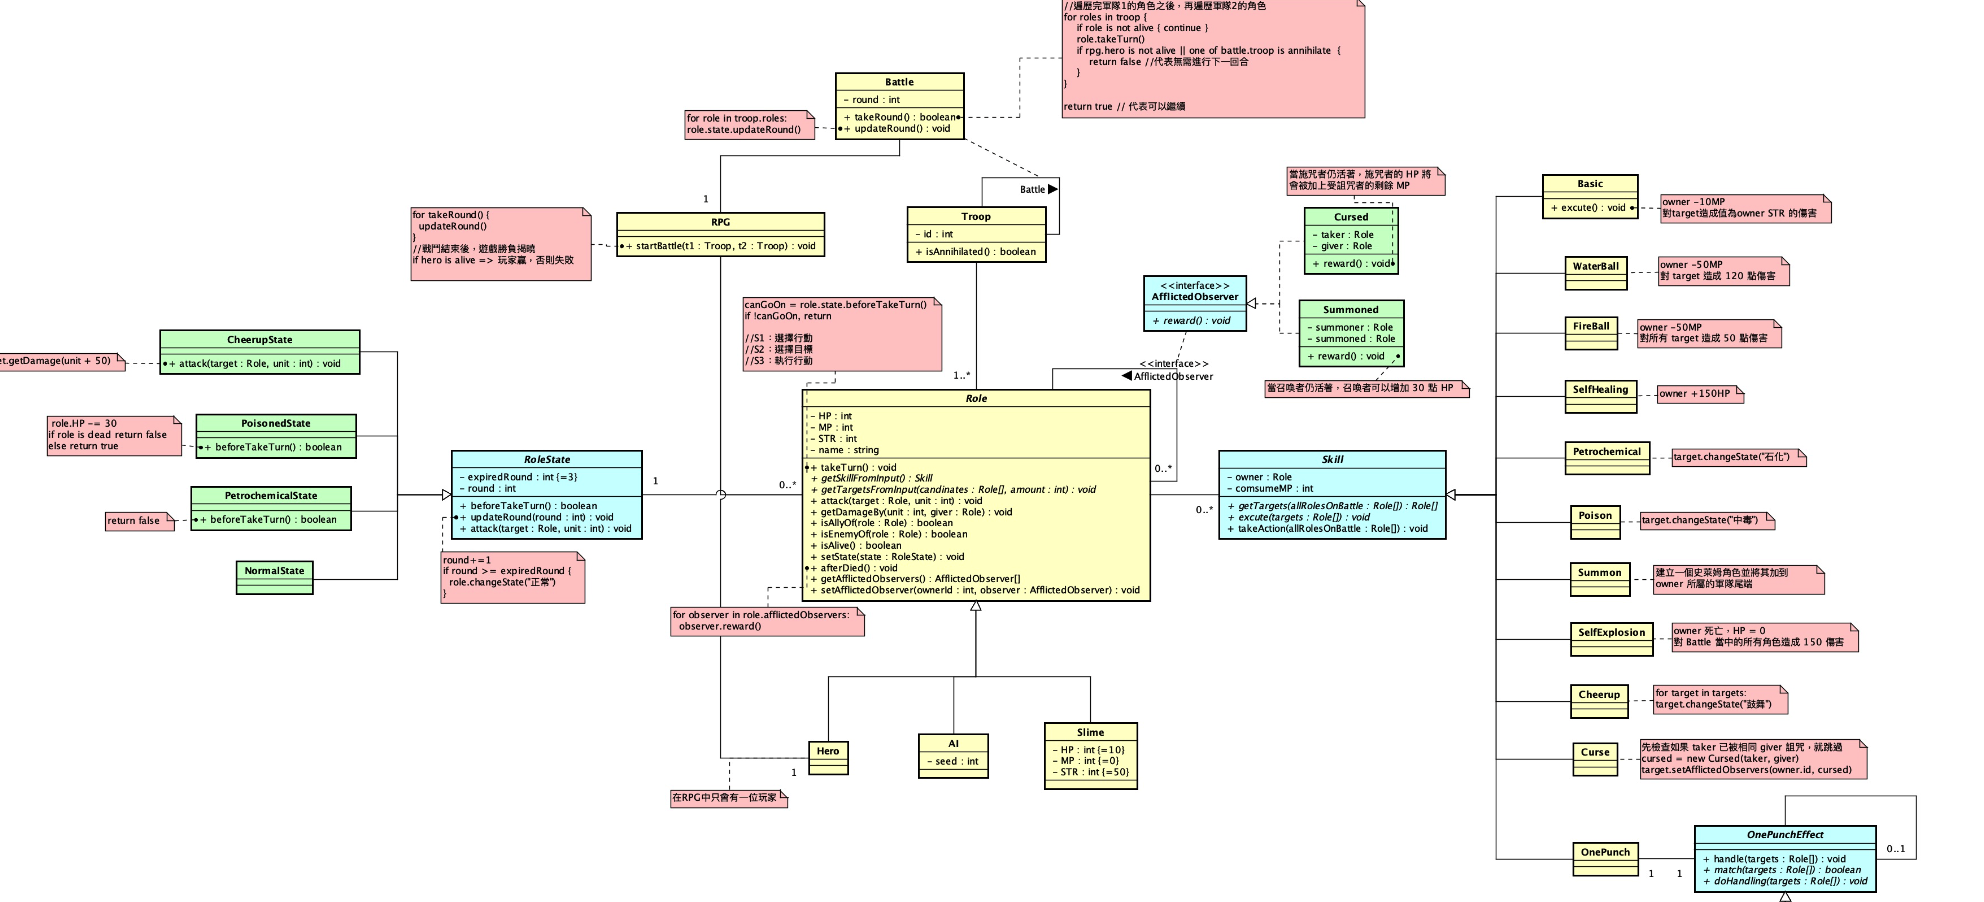 //遍歷完軍隊1的角色之後，再遍歷軍隊2的角色
for roles in troop {
if role is not alive { continue }
role.takeTurn()
if rpg.hero is not alive || one of battle.troop is annihilate {
return false //代表無需進行下一回合
}
}
return true // 代表可以繼續
Battle
- round : int
+ takeRound() : boolean
+ updateRound() : void
for role in troop.roles:
role.state.updateRound()
Battle
1
for takeRound() {
updateRound()
}
//戰鬥結束後，遊戲勝負揭曉
if hero is alive => 玩家贏，否則失敗
RPG
+ startBattle(t1 : Troop, t2 : Troop) : void
Troop
- id : int
+ isAnnihilated() : boolean
當施咒者仍活著，施咒者的 HP 將
會被加上受詛咒者的剩餘 MP
Cursed
- taker : Role
- giver : Role
+ reward() : void
<<interface>>
AfflictedObserver
+ reward() : void
Summoned
- summoner : Role
- summoned : Role
+ reward() : void
當召喚者仍活著，召喚者可以增加 30 點 HP
<<interface>>
AfflictedObserver
canGoOn = role.state.beforeTakeTurn()
if !canGoOn, return
//S1：選擇行動
//S2：選擇目標
//S3：執行行動
1..*
CheerupState
+ attack(target : Role, unit : int) : void
et.getDamage(unit + 50)
PoisonedState
+ beforeTakeTurn() : boolean
role.HP -= 30
if role is dead return false
else return true
PetrochemicalState
+ beforeTakeTurn() : boolean
return false
NormalState
RoleState
- expiredRound : int {=3}
- round : int
+ beforeTakeTurn() : boolean
+ updateRound(round : int) : void
+ attack(target : Role, unit : int) : void
1
0..*
round+=1
if round >= expiredRound {
role.changeState("正常")
}
Role
- HP : int
- MP : int
- STR : int
- name : string
+ takeTurn() : void
+ getSkillFromInput() : Skill
+ getTargetsFromInput(candinates : Role[], amount : int) : void
+ attack(target : Role, unit : int) : void
+ getDamageBy(unit : int, giver : Role) : void
+ isAllyOf(role : Role) : boolean
+ isEnemyOf(role : Role) : boolean
+ isAlive() : boolean
+ setState(state : RoleState) : void
+ afterDied() : void
+ getAfflictedObservers() : AfflictedObserver[]
+ setAfflictedObserver(ownerId : int, observer : AfflictedObserver) : void
0..*
0..*
for observer in role.afflictedObservers:
observer.reward()
Skill
- owner : Role
- comsumeMP : int
+ getTargets(allRolesOnBattle : Role[]) : Role[]
+ excute(targets : Role[]) : void
+ takeAction(allRolesOnBattle : Role[]) : void
Hero
1
在RPG中只會有一位玩家
AI
- seed : int
Slime
- HP : int {=10}
- MP : int {=0}
- STR : int {=50}
Basic
+ excute() : void
owner -10MP
對target造成值為owner STR 的傷害
WaterBall
owner -50MP
對 target 造成 120 點傷害
FireBall
owner -50MP
對所有 target 造成 50 點傷害
SelfHealing
owner +150HP
Petrochemical
target.changeState("石化")
Poison
target.changeState("中毒")
Summon
建立一個史萊姆角色並將其加到
owner 所屬的軍隊尾端
SelfExplosion
owner 死亡，HP = 0
對 Battle 當中的所有角色造成 150 傷害
Cheerup
for target in targets:
target.changeState("鼓舞")
Curse
先檢查如果 taker 已被相同 giver 詛咒，就跳過
cursed = new Cursed(taker, giver)
target.setAfflictedObservers(owner.id, cursed)
OnePunch
1
1
OnePunchEffect
+ handle(targets : Role[]) : void
+ match(targets : Role[]) : boolean
+ doHandling(targets : Role[]) : void
0..1